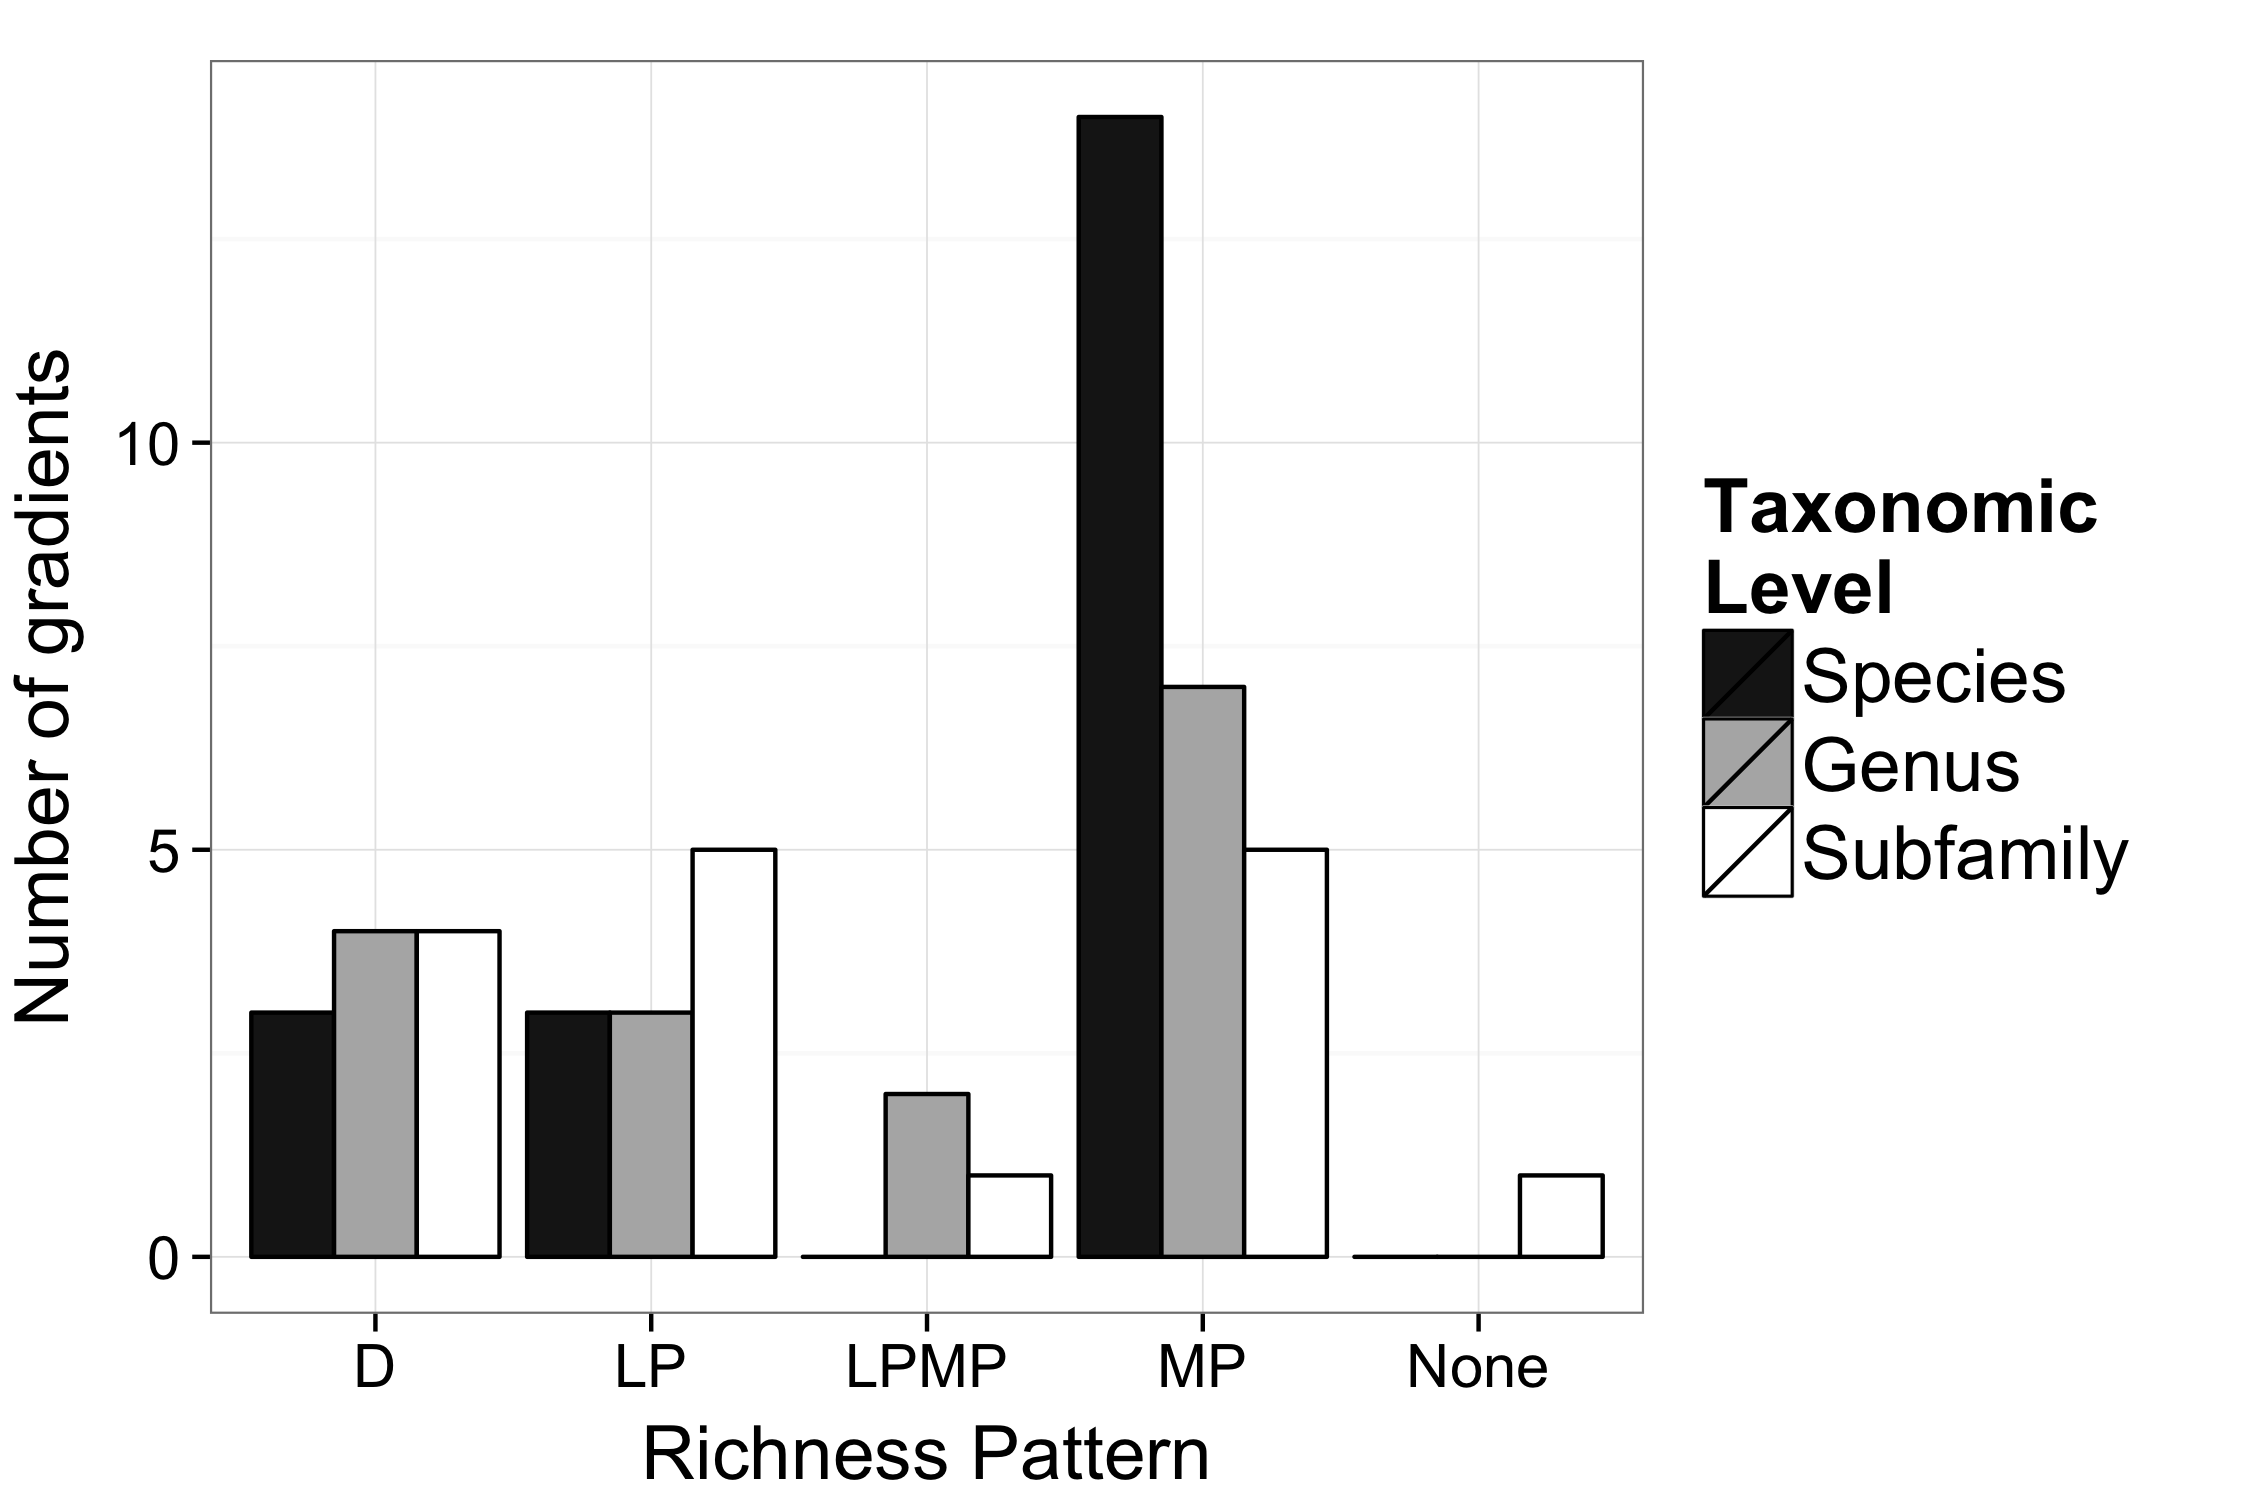 Number of gradients
10
5
0
D
LP
LPMP
MP
None
Richness Pattern
Taxonomic
Level
Species
Genus
Subfamily